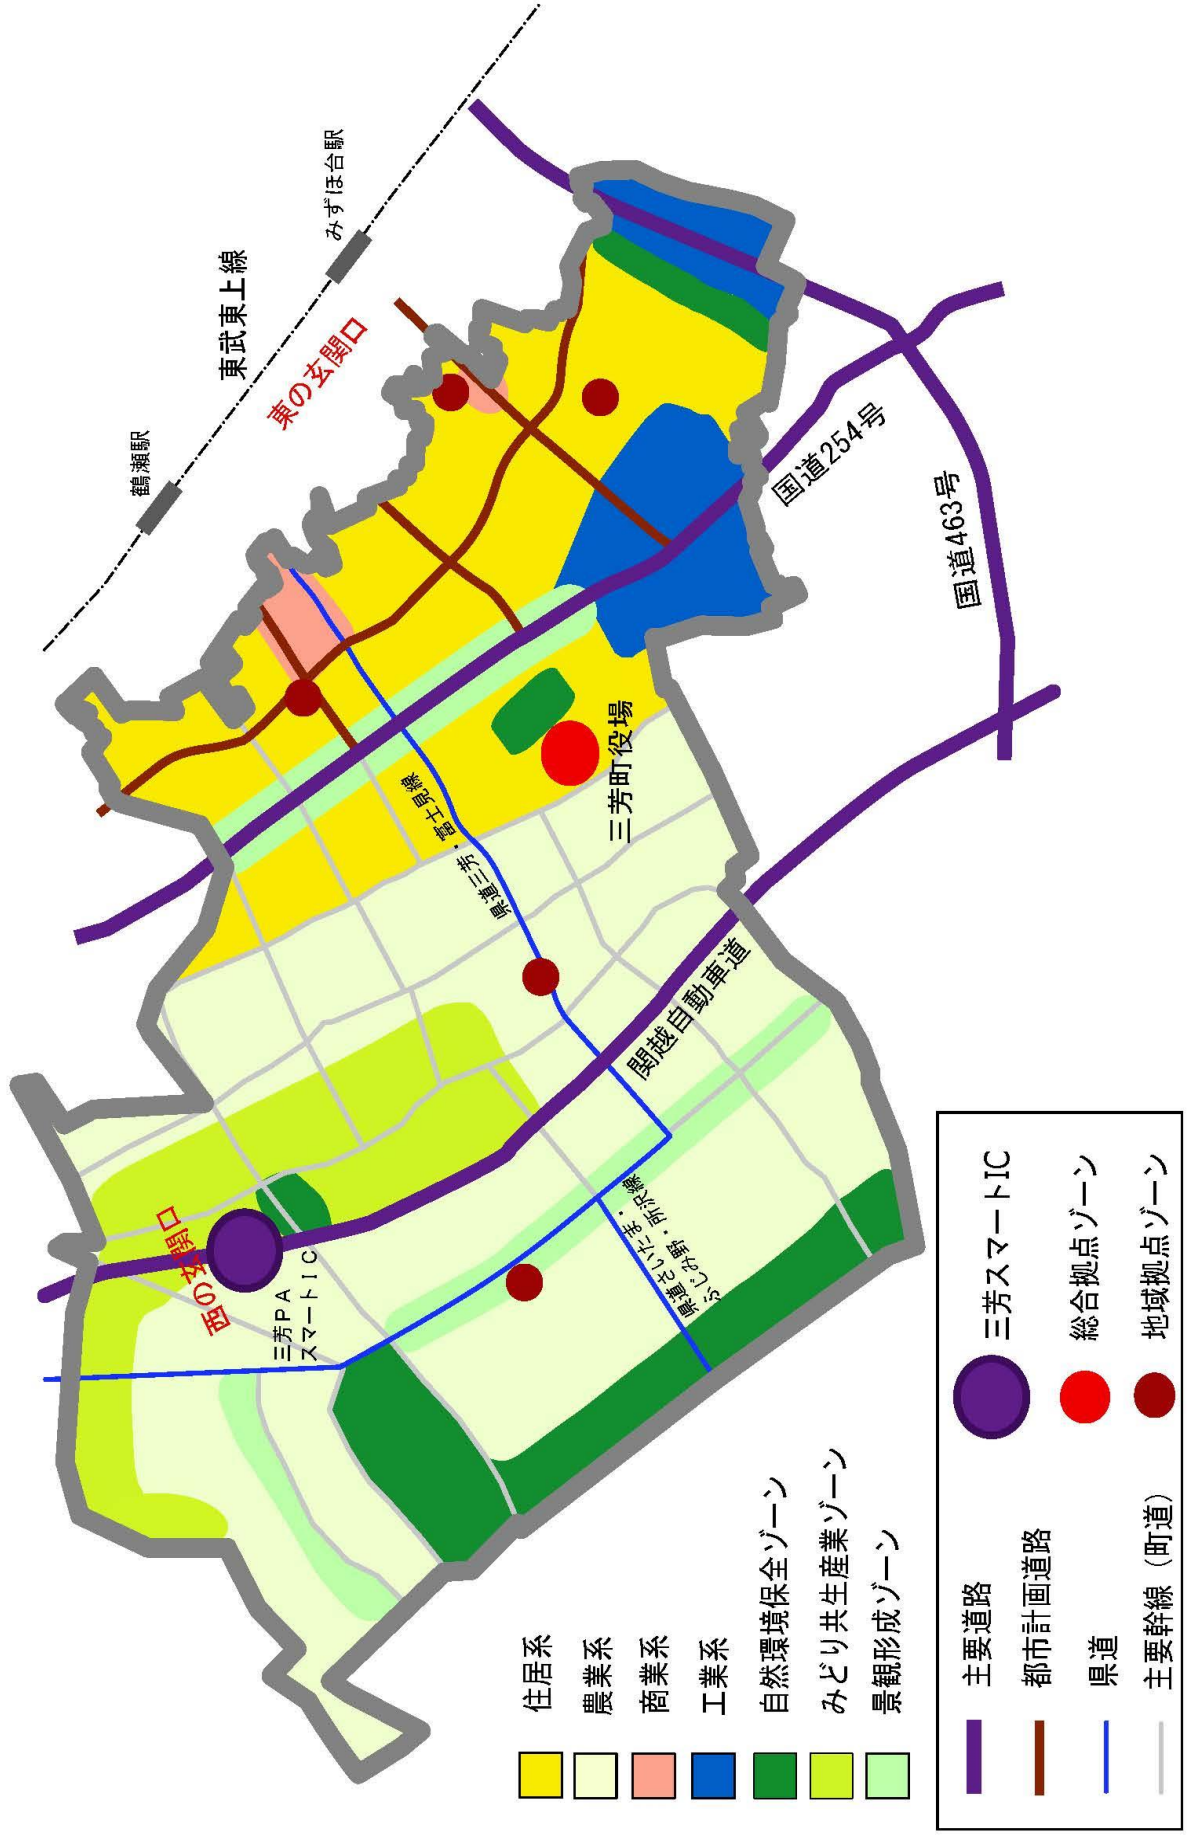 東武東上線
鶴瀬駅
みずほ台駅
東の玄関口
西の玄関口
三芳PA
スマートIC
県道三芳・富士見線
三芳町役場
国道254号
国道463号
関越自動車道
県道さいたま・
ふじみ野・所沢線
住居系
農業系
商業系
工業系
自然環境保全ゾーン
みどり共生産業ゾーン
景観形成ゾーン
主要道路
都市計画道路
県道
主要幹線（町道）
三芳スマートIC
総合拠点ゾーン
地域拠点ゾーン